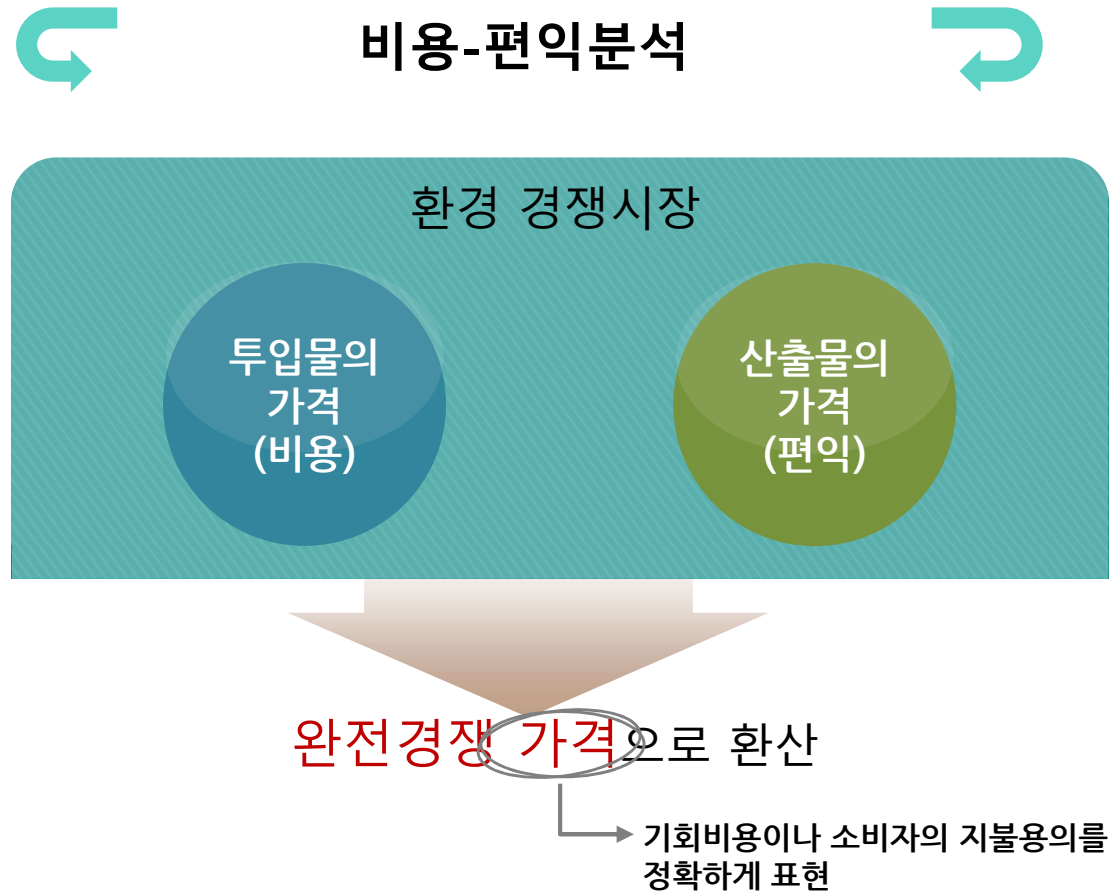 비용-편익분석
환경 경쟁시장
투입물의
가격
(비용)
산출물의
가격
(편익)
완전경쟁 가격으로 환산
기회비용이나 소비자의 지불용의를
정확하게 표현